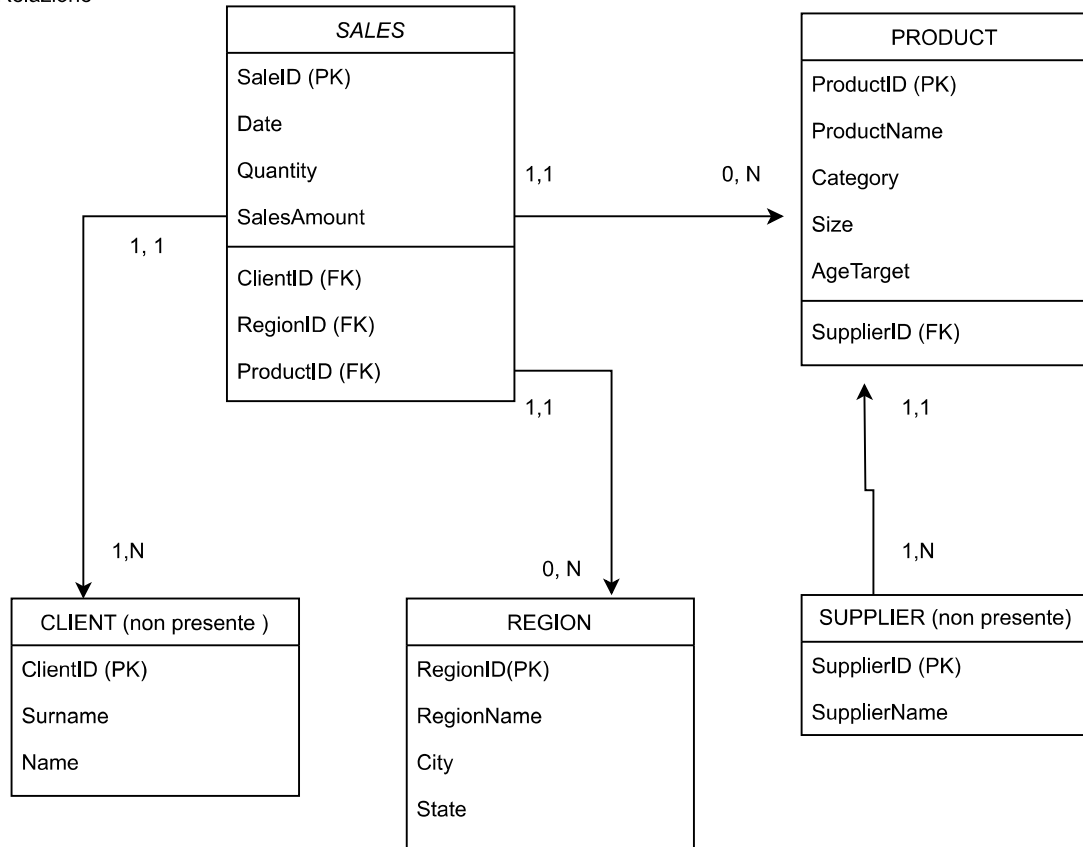 SALES
SaleID (PK)
Date
Quantity
SalesAmount
ClientID (FK)
RegionID (FK)
ProductID (FK)
PRODUCT
ProductID (PK)
ProductName
Category
Size
AgeTarget
SupplierID (FK)
1,1
0, N
1, 1
1,N
1,1
0, N
1,1
1,N
CLIENT (non presente )
ClientID (PK)
Surname
Name
REGION
RegionID(PK)
RegionName
City
State
SUPPLIER (non presente)
SupplierID (PK)
SupplierName